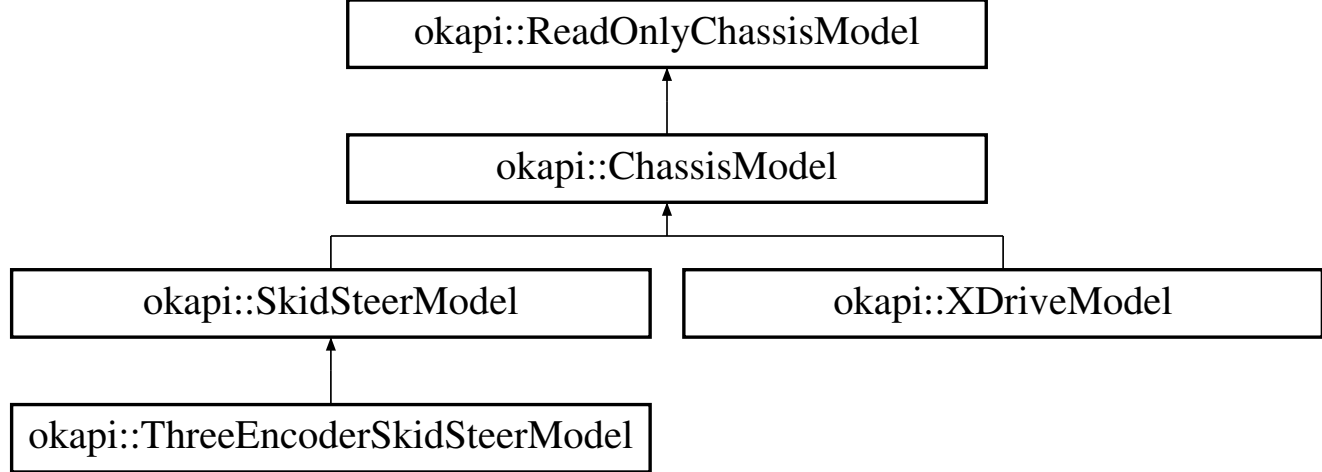 okapi::ReadOnlyChassisModel
okapi::ChassisModel
okapi::SkidSteerModel
okapi::XDriveModel
okapi::ThreeEncoderSkidSteerModel